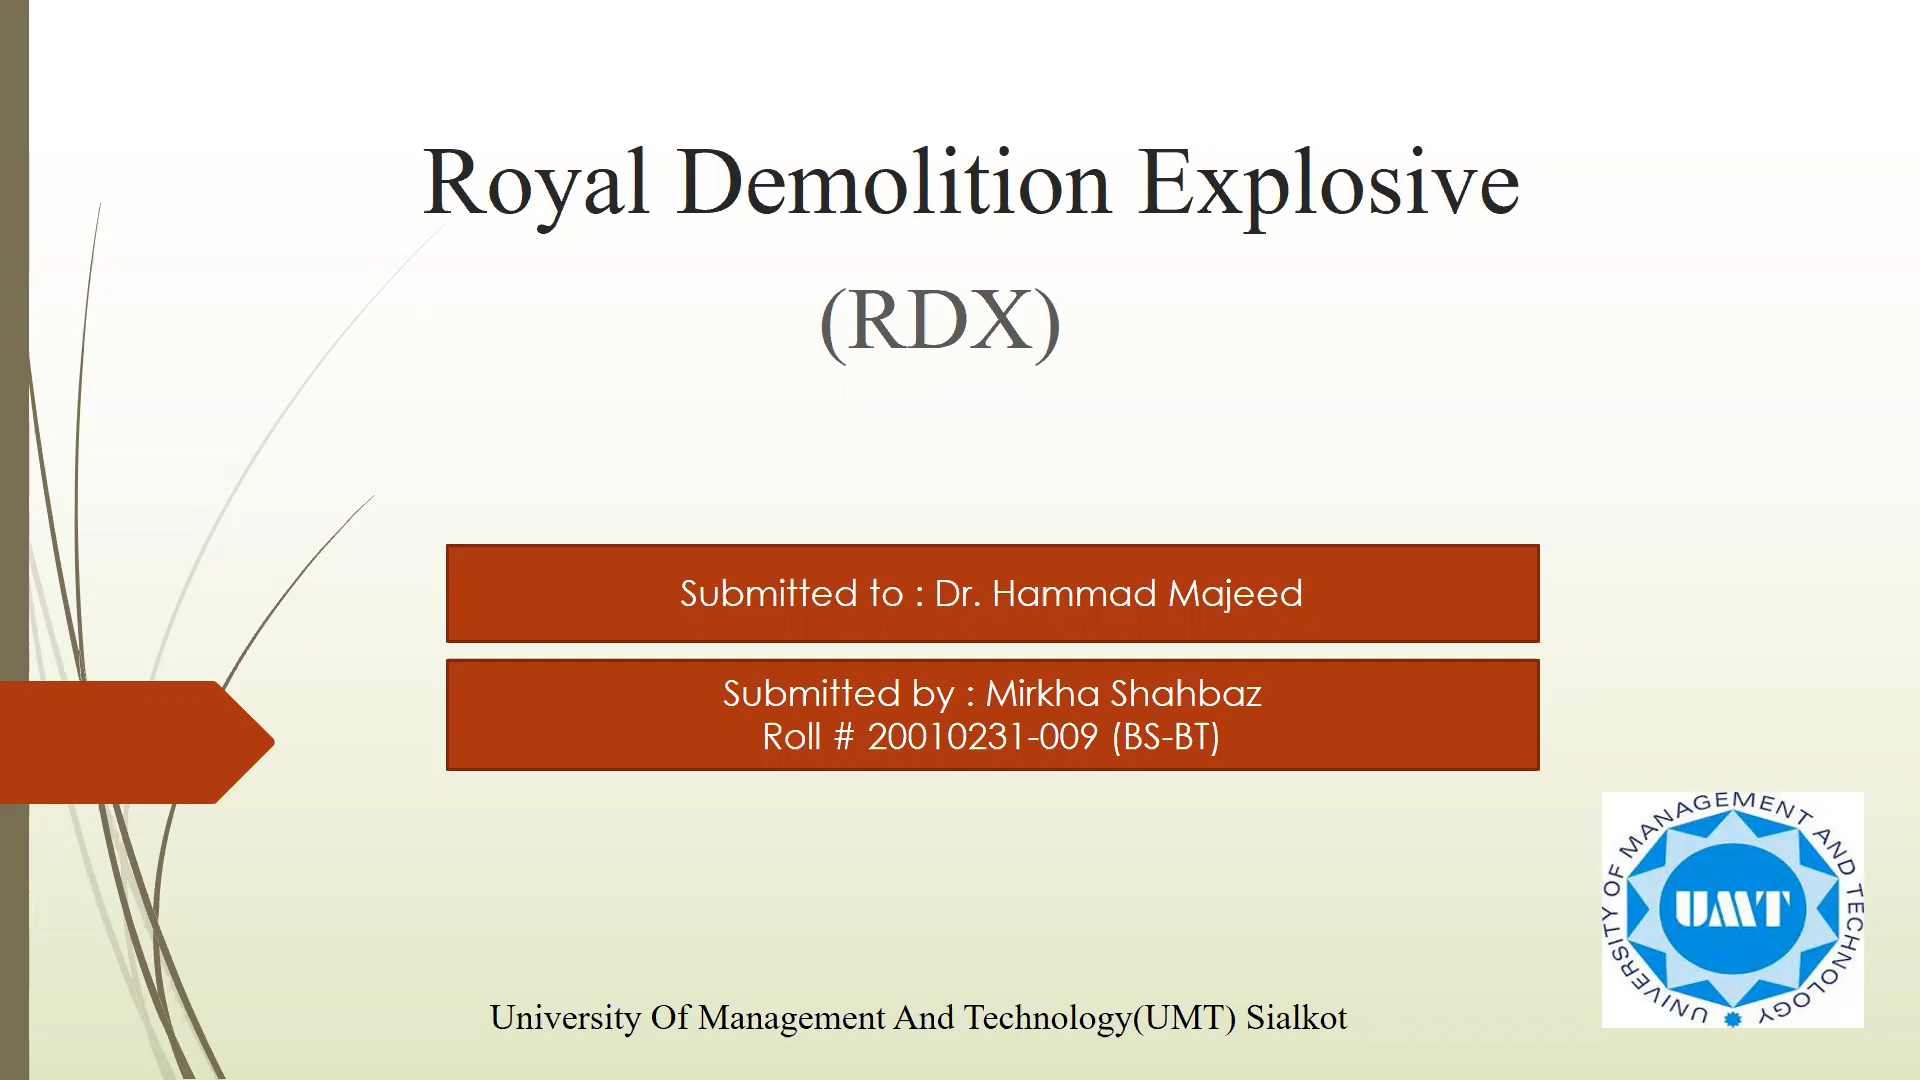 Royal Demolition Explosive
(RDX)
Submitted to : Dr. Hammad Majeed
Submitted by : Mirkha Shahbaz
Roll # 20010231-009 (BS-BT)
UNIVERSITY OF MANAGEMENT AND TECHNOLOGY
UMT
University Of Management And Technology(UMT) Sialkot